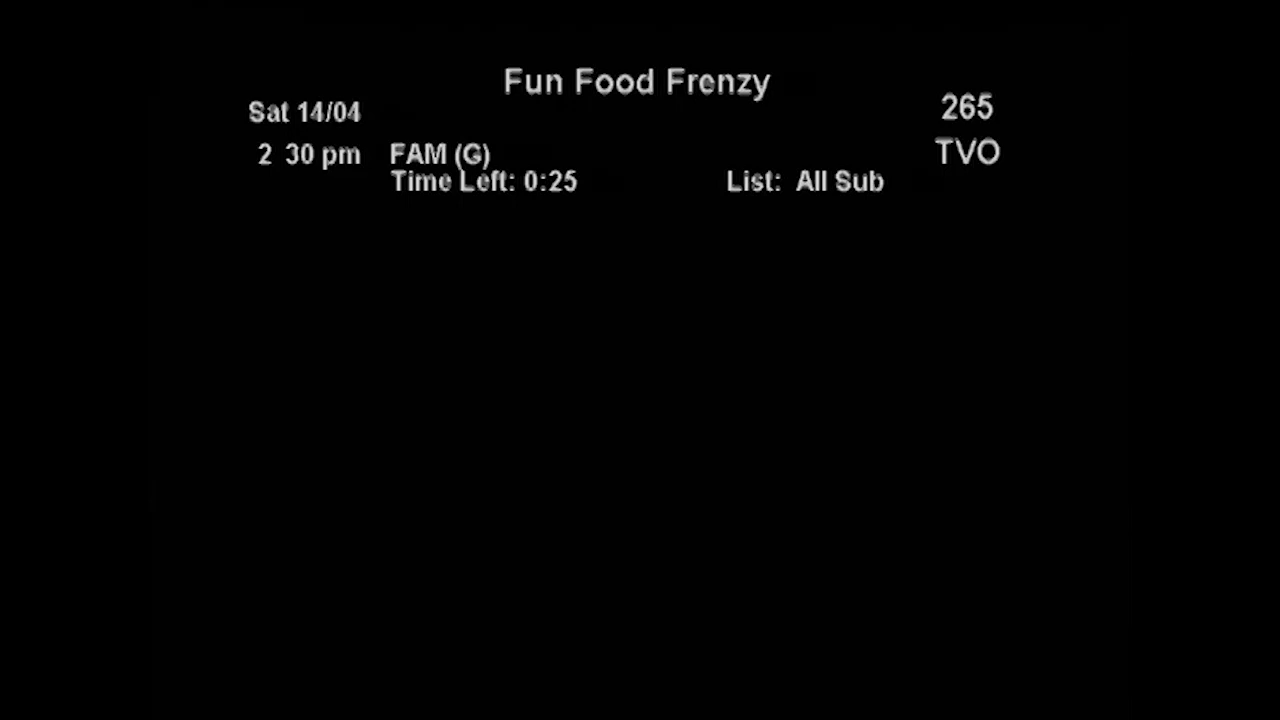 Fun Food Frenzy
Sat 14/04
265
2 30 pm FAM (G)
TVO
Time Left: 0:25 List: All Sub